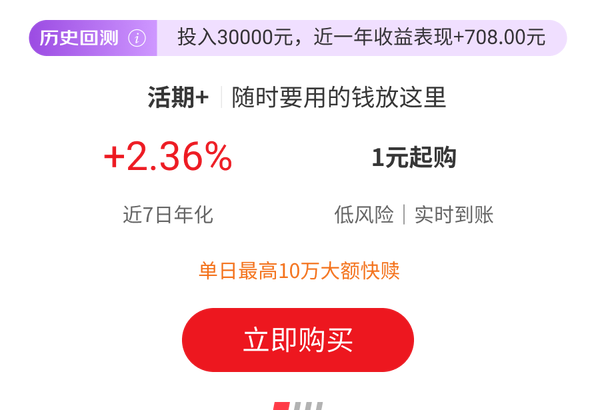 历史回测 投入30000元，近一年收益表现+708.00元
活期+ 随时要用的钱放这里
+2.36% 1元起购
近7日年化 低风险｜实时到账
单日最高10万大额快赎
立即购买